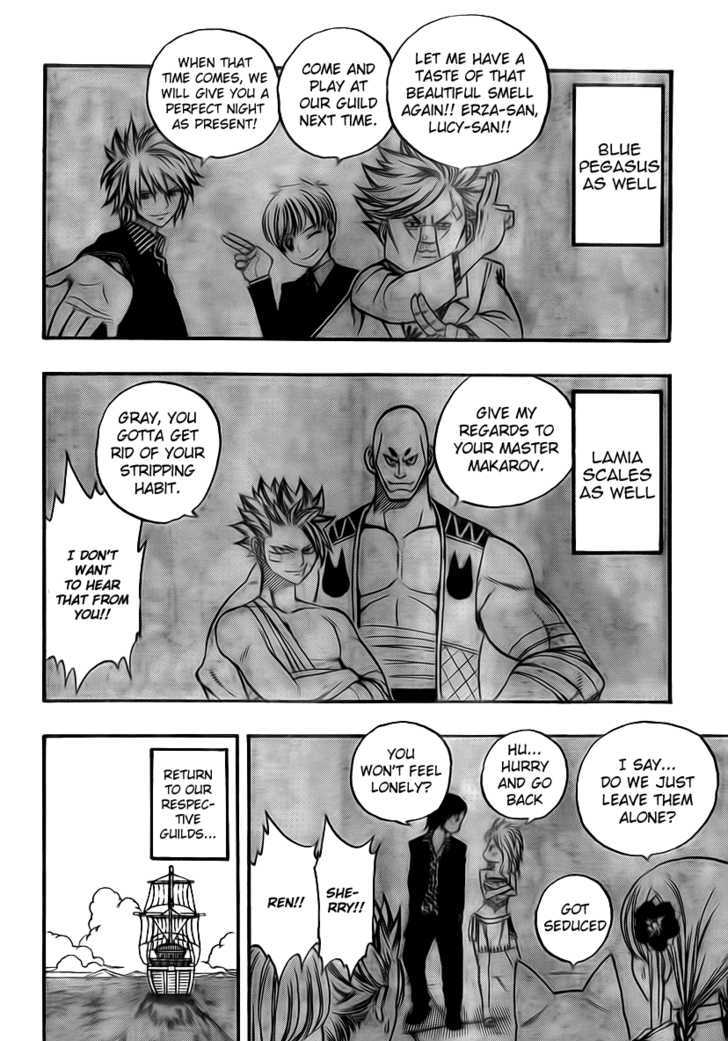 BLUE
PEGASUS
AS WELL
LET ME HAVE A
TASTE OF THAT
BEAUTIFUL SMELL
AGAIN!! ERZA-SAN,
LUCY-SAN!!
COME AND
PLAY AT
OUR GUILD
NEXT TIME.
WHEN THAT
TIME COMES, WE
WILL GIVE YOU A
PERFECT NIGHT
AS PRESENT!
LAMIA
SCALES
AS WELL
GIVE MY
REGARDS TO
YOUR MASTER
MAKAROV.
GRAY, YOU
GOTTA GET
RID OF YOUR
STRIPPING
HABIT.
I DON'T
WANT
TO HEAR
THAT FROM
YOU!!
I SAY...
DO WE JUST
LEAVE THEM
ALONE?
HU...
HURRY
AND GO
BACK
YOU
WON'T FEEL
LONELY?
GOT
SEDUCED
SHE-
RRY!!
REN!!
RETURN
TO OUR
RESPEC-
TIVE
GUILDS...